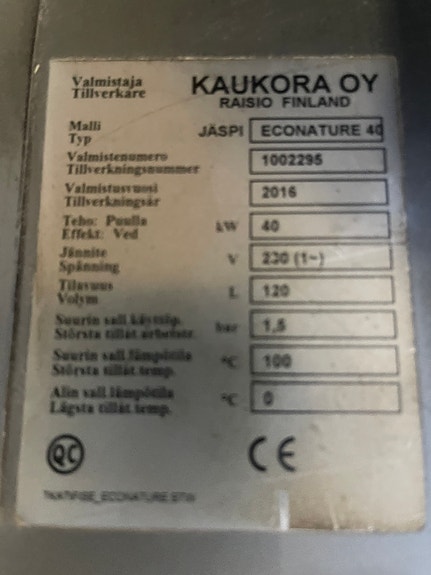 Valmistaja KAUKORA OY
Tillverkare RAISIO FINLAND
Malli
Typ JÄSPI ECONATURE 40
Valmistenumero
Tillverkningsnummer 1002295
Valmistusvuosi
Tillverkningsår 2016
Teho: Puulla
Effekt: Ved kW 40
Jännite
Spänning V 230 (1~)
Tilavuus
Volym L 120
Suurin sall käyttöp.
Största tillåt arbetstr. bar 1,5
Suurin sall lämpötila
Största tillåt temp. °C 100
Alin sall lämpötila
Lägsta tillåt temp. °C 0
QC CE